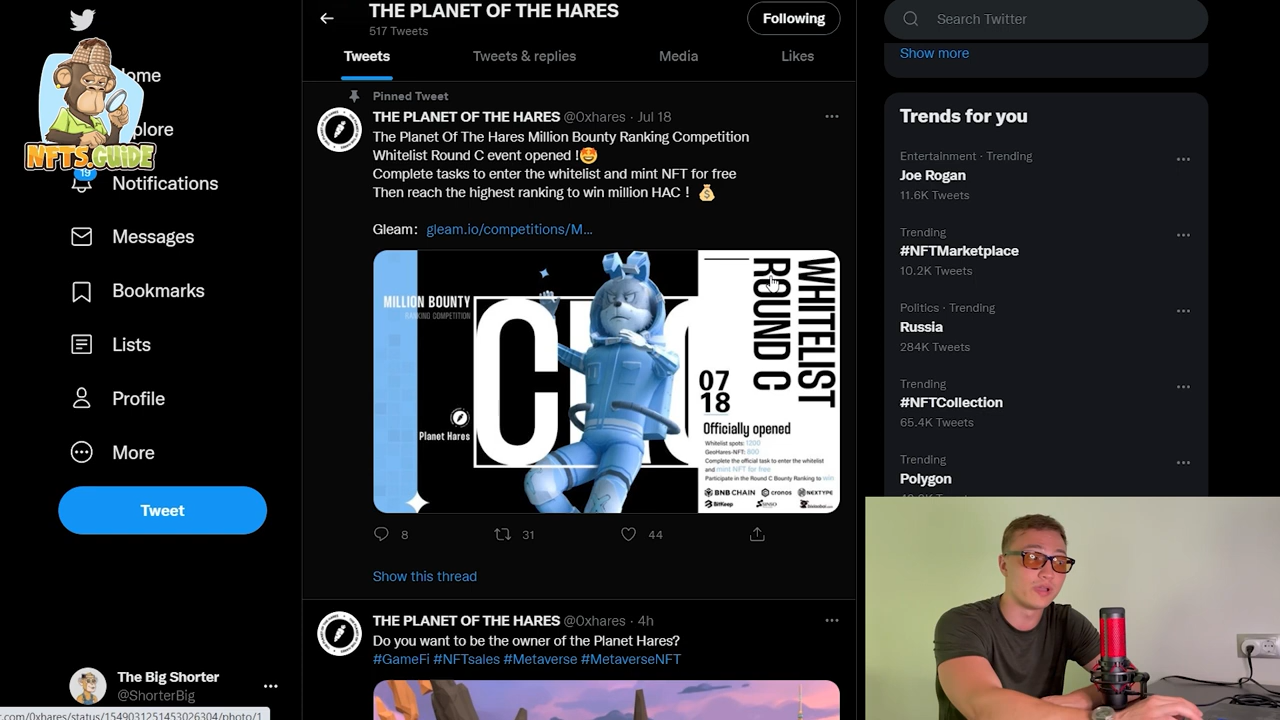 NFTS.GUIDE
ome
plore
19
Notifications
Messages
Bookmarks
Lists
Profile
More
Tweet
The Big Shorter
@ShorterBig
c.com/0xhares/status/1549031251453026304/photo/1
THE PLANET OF THE HARES
517 Tweets
Following
Tweets
Tweets & replies
Media
Likes
Pinned Tweet
THE PLANET OF THE HARES @0xhares · Jul 18
The Planet Of The Hares Million Bounty Ranking Competition
Whitelist Round C event opened !🤩
Complete tasks to enter the whitelist and mint NFT for free
Then reach the highest ranking to win million HAC！💰
Gleam： gleam.io/competitions/M...
MILLION BOUNTY
RANKING COMPETITION
Planet Hares
WHITELIST
ROUND C
07
18
Officially opened
Whitelist spots: 1200
GeoHares-NFT: 800
Complete the official task to enter the whitelist
and mint NFT for free
Participate in the Round C Bounty Ranking to win
BNB CHAIN
cronos
NEXTYPE
BitKeep
8
31
44
Show this thread
THE PLANET OF THE HARES @0xhares · 4h
Do you want to be the owner of the Planet Hares?
#GameFi #NFTsales #Metaverse #MetaverseNFT
Search Twitter
Show more
Trends for you
Entertainment · Trending
Joe Rogan
11.6K Tweets
Trending
#NFTMarketplace
10.2K Tweets
Politics · Trending
Russia
284K Tweets
Trending
#NFTCollection
65.4K Tweets
Trending
Polygon